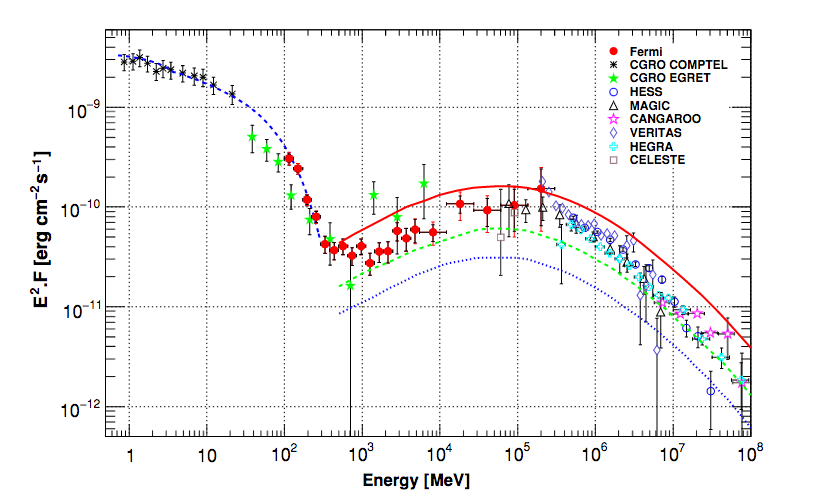 Fermi
CGRO COMPTEL
CGRO EGRET
HESS
MAGIC
CANGAROO
VERITAS
HEGRA
CELESTE
E².F [erg cm⁻² s⁻¹]
10⁻⁹
10⁻¹⁰
10⁻¹¹
10⁻¹²
1 10 10² 10³ 10⁴ 10⁵ 10⁶ 10⁷ 10⁸
Energy [MeV]